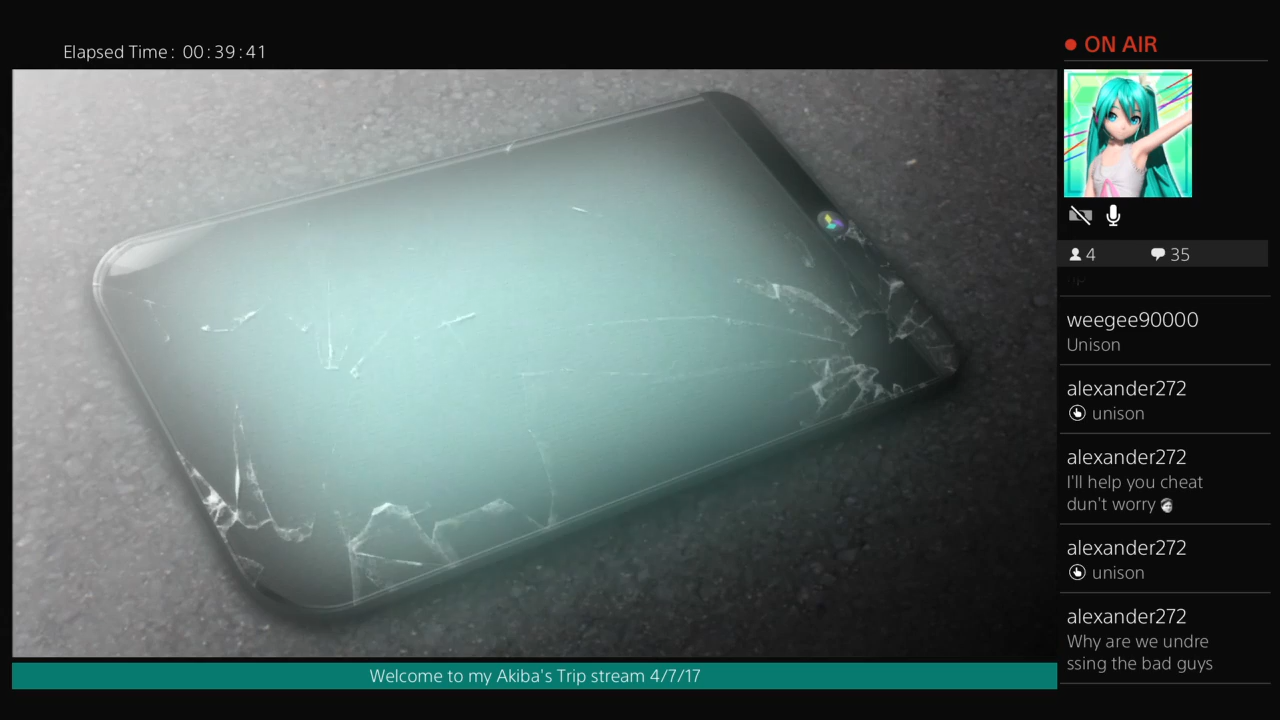 Elapsed Time: 00:39:41
ON AIR
4 35
weegee90000
Unison
alexander272
unison
alexander272
I'll help you cheat
dun't worry
alexander272
unison
alexander272
Why are we undre
ssing the bad guys
Welcome to my Akiba's Trip stream 4/7/17